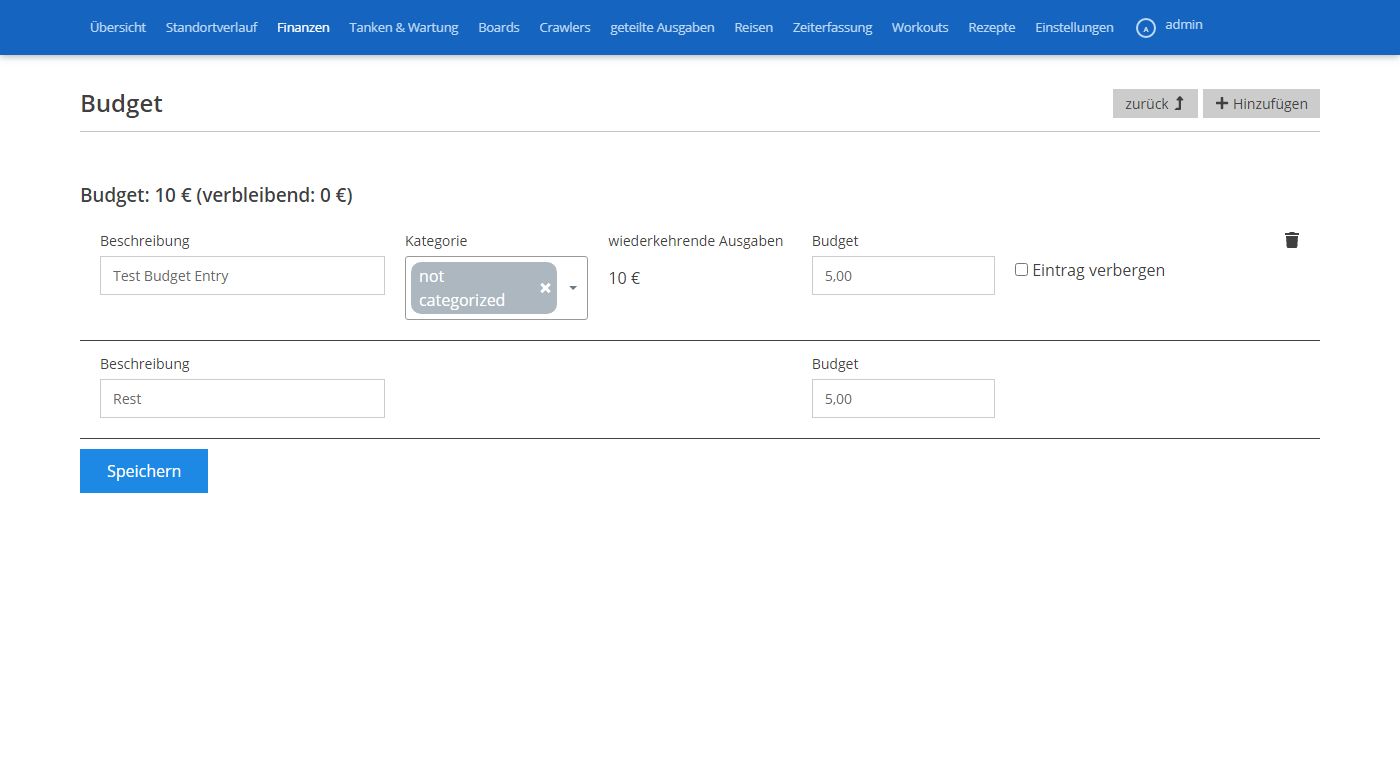 Übersicht Standortverlauf Finanzen Tanken & Wartung Boards Crawlers geteilte Ausgaben Reisen Zeiterfassung Workouts Rezepte Einstellungen A admin
Budget zurück Hinzufügen
Budget: 10 € (verbleibend: 0 €)
Beschreibung Kategorie wiederkehrende Ausgaben Budget
Test Budget Entry not categorized 10 € 5,00 Eintrag verbergen
Beschreibung Budget
Rest 5,00
Speichern